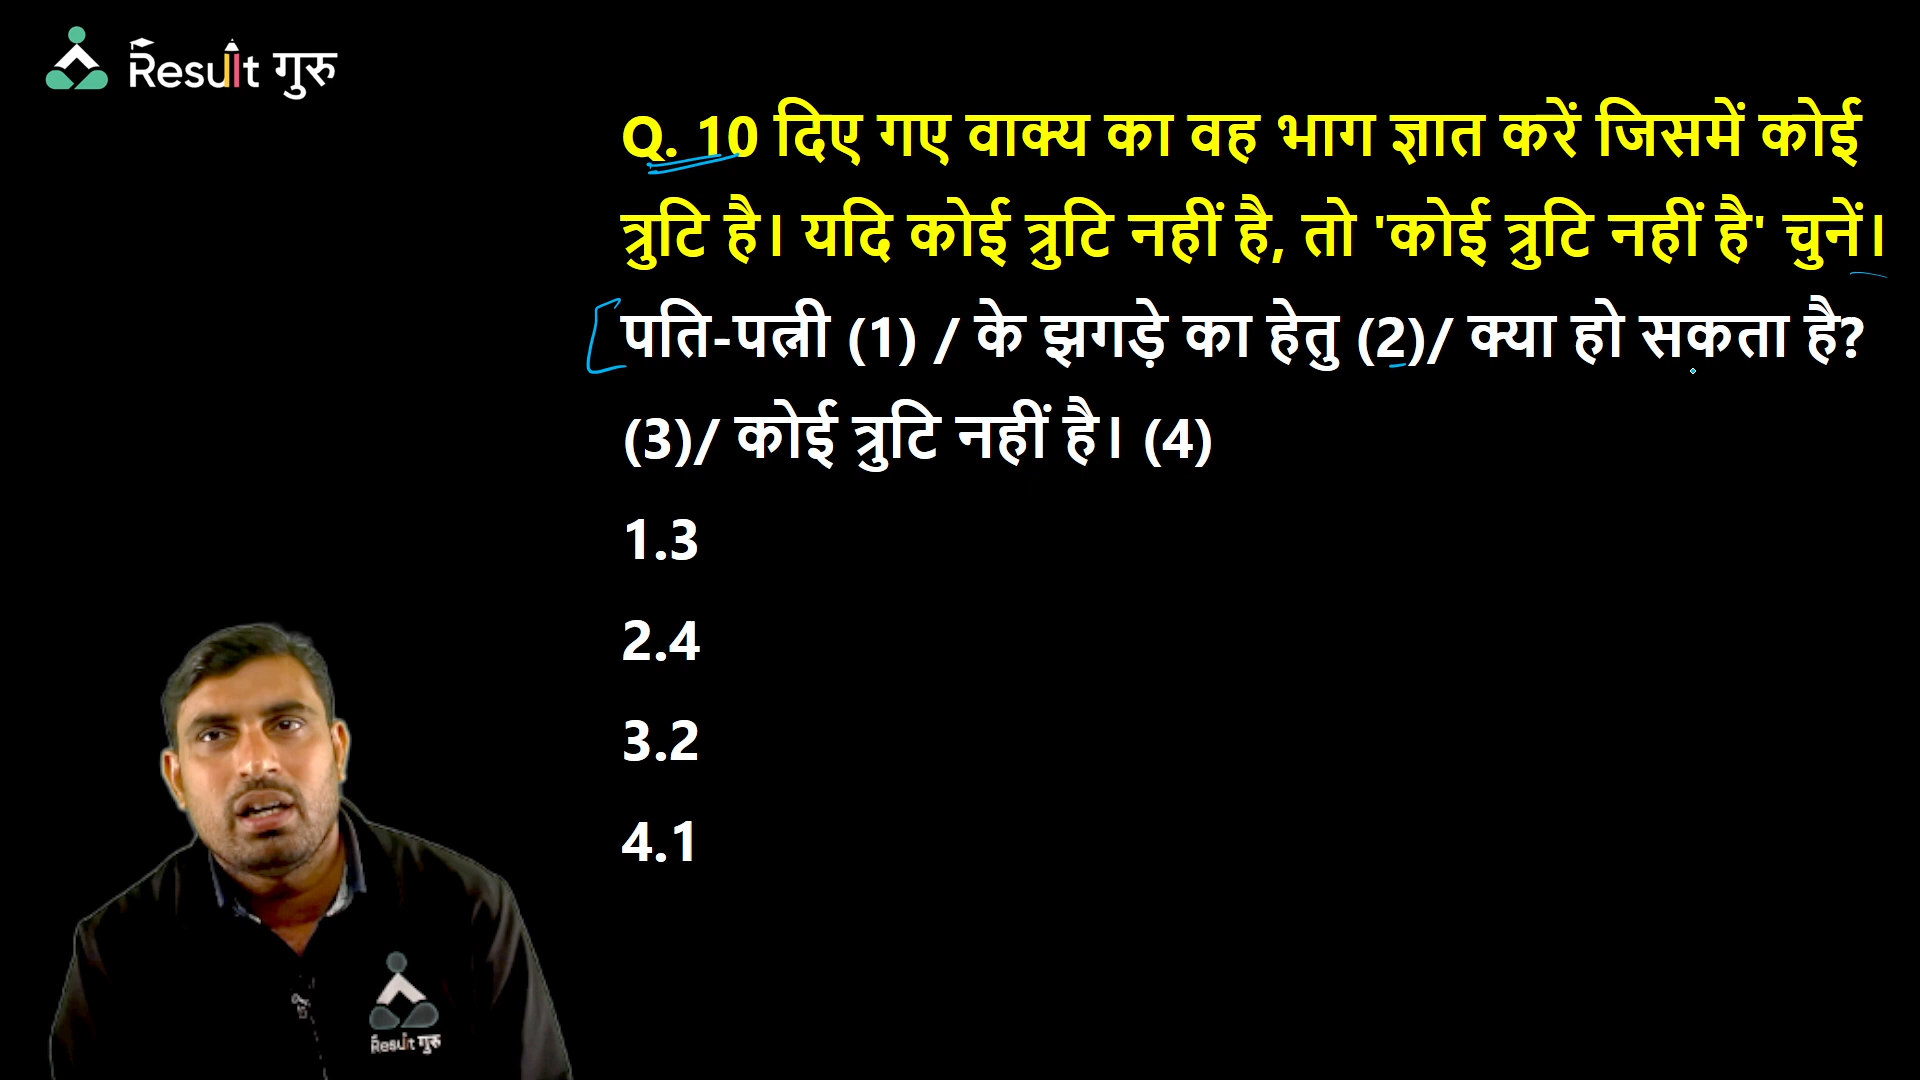 Result गुरु
Q. 10 दिए गए वाक्य का वह भाग ज्ञात करें जिसमें कोई
त्रुटि है। यदि कोई त्रुटि नहीं है, तो 'कोई त्रुटि नहीं है' चुनें।
पति-पत्नी (1) / के झगड़े का हेतु (2)/ क्या हो सकता है?
(3)/ कोई त्रुटि नहीं है। (4)
1.3
2.4
3.2
4.1
Result गुरु